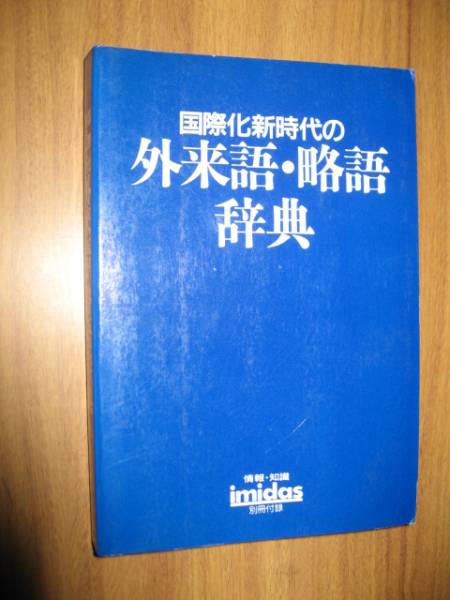 国際化新時代の
外来語・略語
辞典
情報・知識
imidas
別冊付録